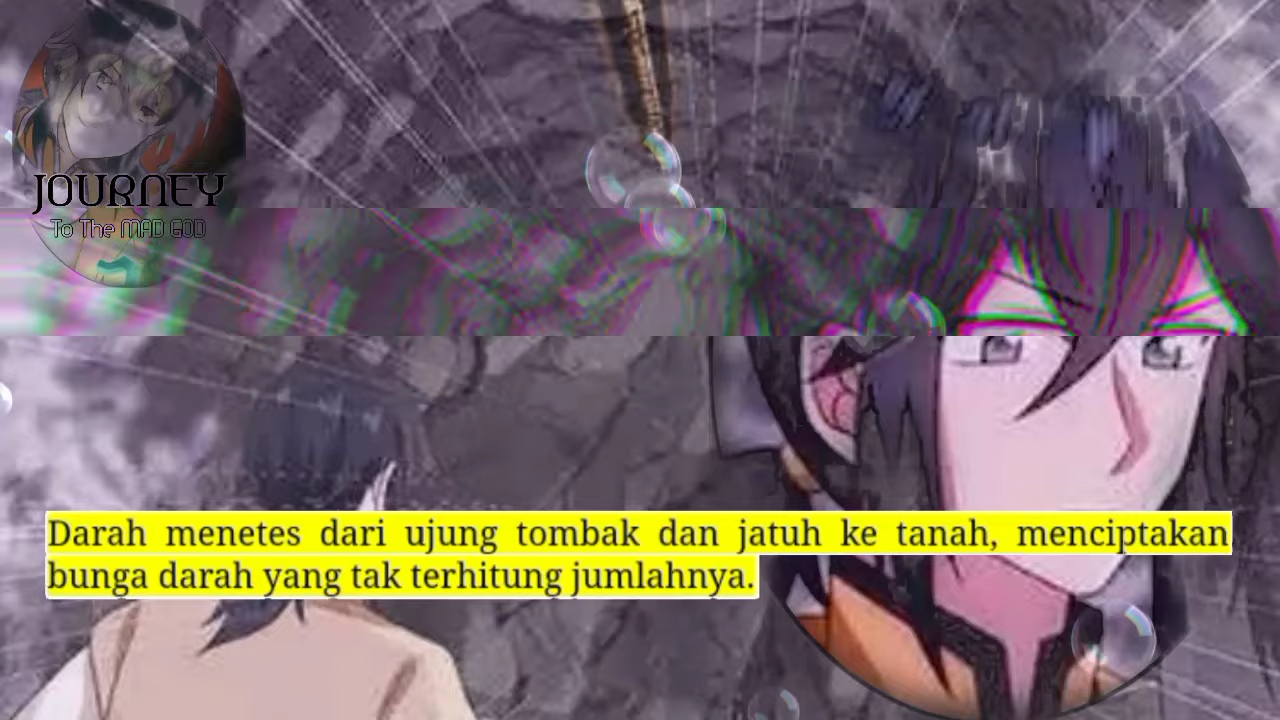 JOURNEY
To The MAD GOD
Darah menetes dari ujung tombak dan jatuh ke tanah, menciptakan
bunga darah yang tak terhitung jumlahnya.